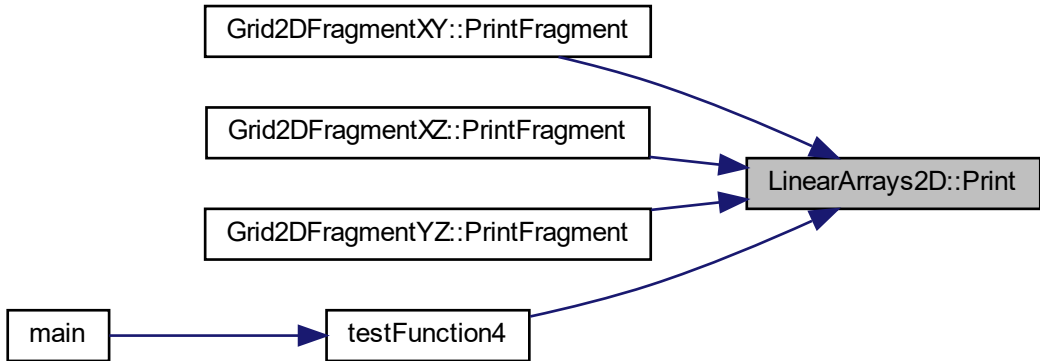 Grid2DFragmentXY::PrintFragment
Grid2DFragmentXZ::PrintFragment
LinearArrays2D::Print
Grid2DFragmentYZ::PrintFragment
main
testFunction4